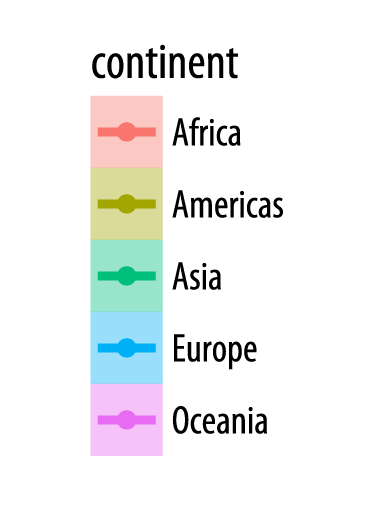 continent
Africa
Americas
Asia
Europe
Oceania